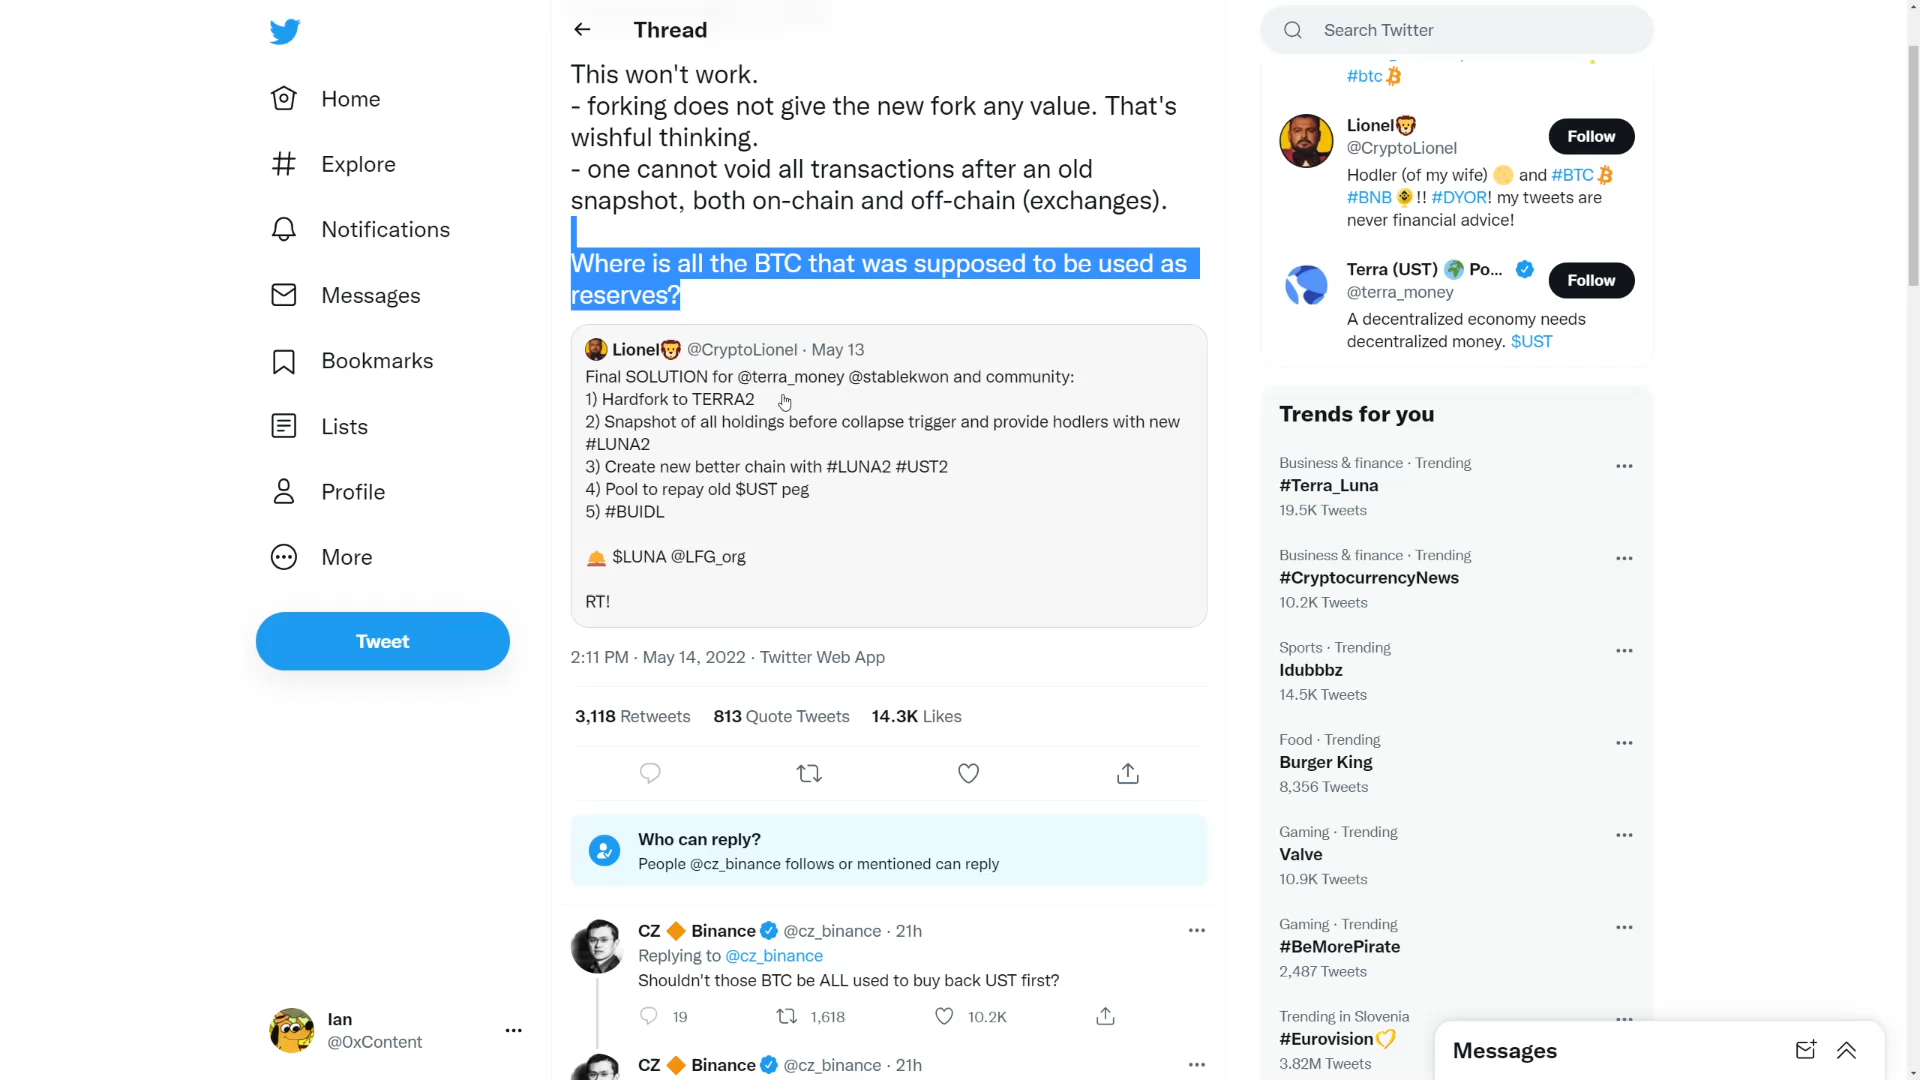 Home
Explore
Notifications
Messages
Bookmarks
Lists
Profile
More
Tweet
Ian
@0xContent
Thread
This won't work.
- forking does not give the new fork any value. That's
wishful thinking.
- one cannot void all transactions after an old
snapshot, both on-chain and off-chain (exchanges).
Where is all the BTC that was supposed to be used as
reserves?
Lionel🦁 @CryptoLionel · May 13
Final SOLUTION for @terra_money @stablekwon and community:
1) Hardfork to TERRA2
2) Snapshot of all holdings before collapse trigger and provide hodlers with new
#LUNA2
3) Create new better chain with #LUNA2 #UST2
4) Pool to repay old $UST peg
5) #BUIDL
🛎 $LUNA @LFG_org
RT!
2:11 PM · May 14, 2022 · Twitter Web App
3,118 Retweets 813 Quote Tweets 14.3K Likes
Who can reply?
People @cz_binance follows or mentioned can reply
CZ 🔶 Binance @cz_binance · 21h
Replying to @cz_binance
Shouldn't those BTC be ALL used to buy back UST first?
19 1,618 10.2K
CZ 🔶 Binance @cz_binance · 21h
Search Twitter
#btc
Lionel🦁
@CryptoLionel
Follow
Hodler (of my wife) 🌕 and #BTC
#BNB !! #DYOR! my tweets are
never financial advice!
Terra (UST) 🌍 Po...
@terra_money
Follow
A decentralized economy needs
decentralized money. $UST
Trends for you
Business & finance · Trending
#Terra_Luna
19.5K Tweets
Business & finance · Trending
#CryptocurrencyNews
10.2K Tweets
Sports · Trending
Idubbbz
14.5K Tweets
Food · Trending
Burger King
8,356 Tweets
Gaming · Trending
Valve
10.9K Tweets
Gaming · Trending
#BeMorePirate
2,487 Tweets
Trending in Slovenia
#Eurovision
3.82M Tweets
Messages